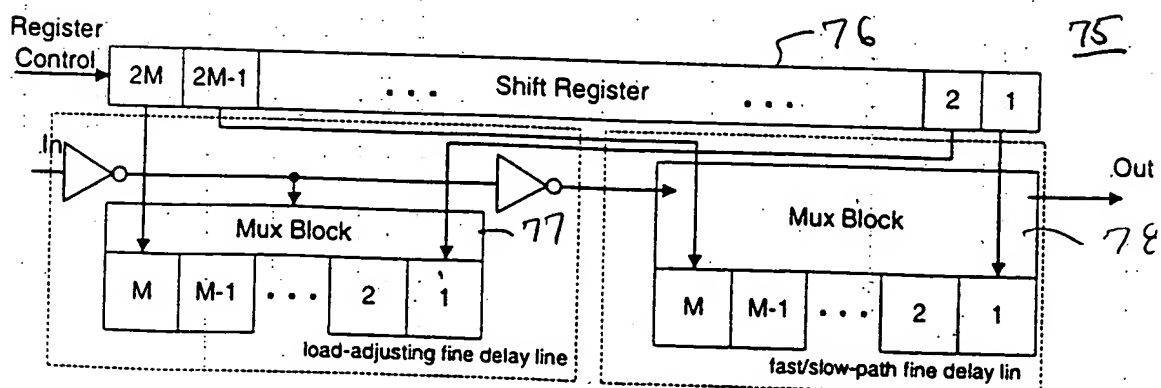 Register
Control
2M 2M-1 ... Shift Register ... 2 1
76
75
In
Out
Mux Block
77
Mux Block
78
M M-1 ... 2 1
load-adjusting fine delay line
M M-1 ... 2 1
fast/slow-path fine delay lin